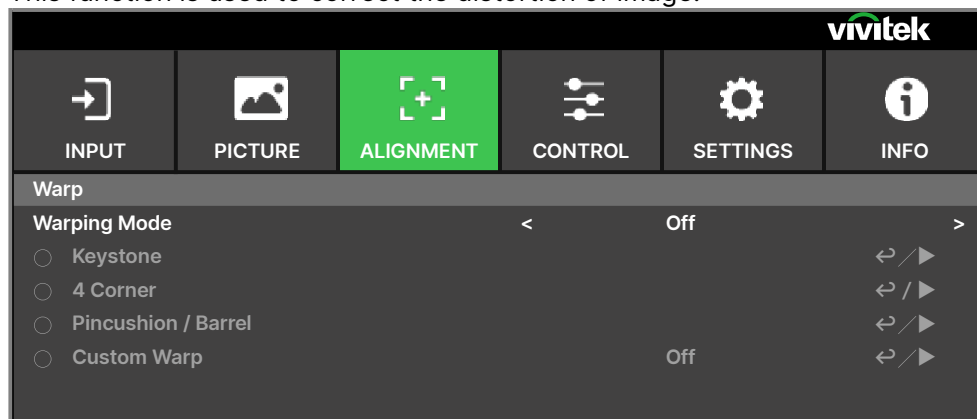 This function is used to correct the distortion of image.
vivitek
INPUT PICTURE ALIGNMENT CONTROL SETTINGS INFO
Warp
Warping Mode < Off >
Keystone ↩/▶
4 Corner ↩/▶
Pincushion / Barrel ↩/▶
Custom Warp Off ↩/▶